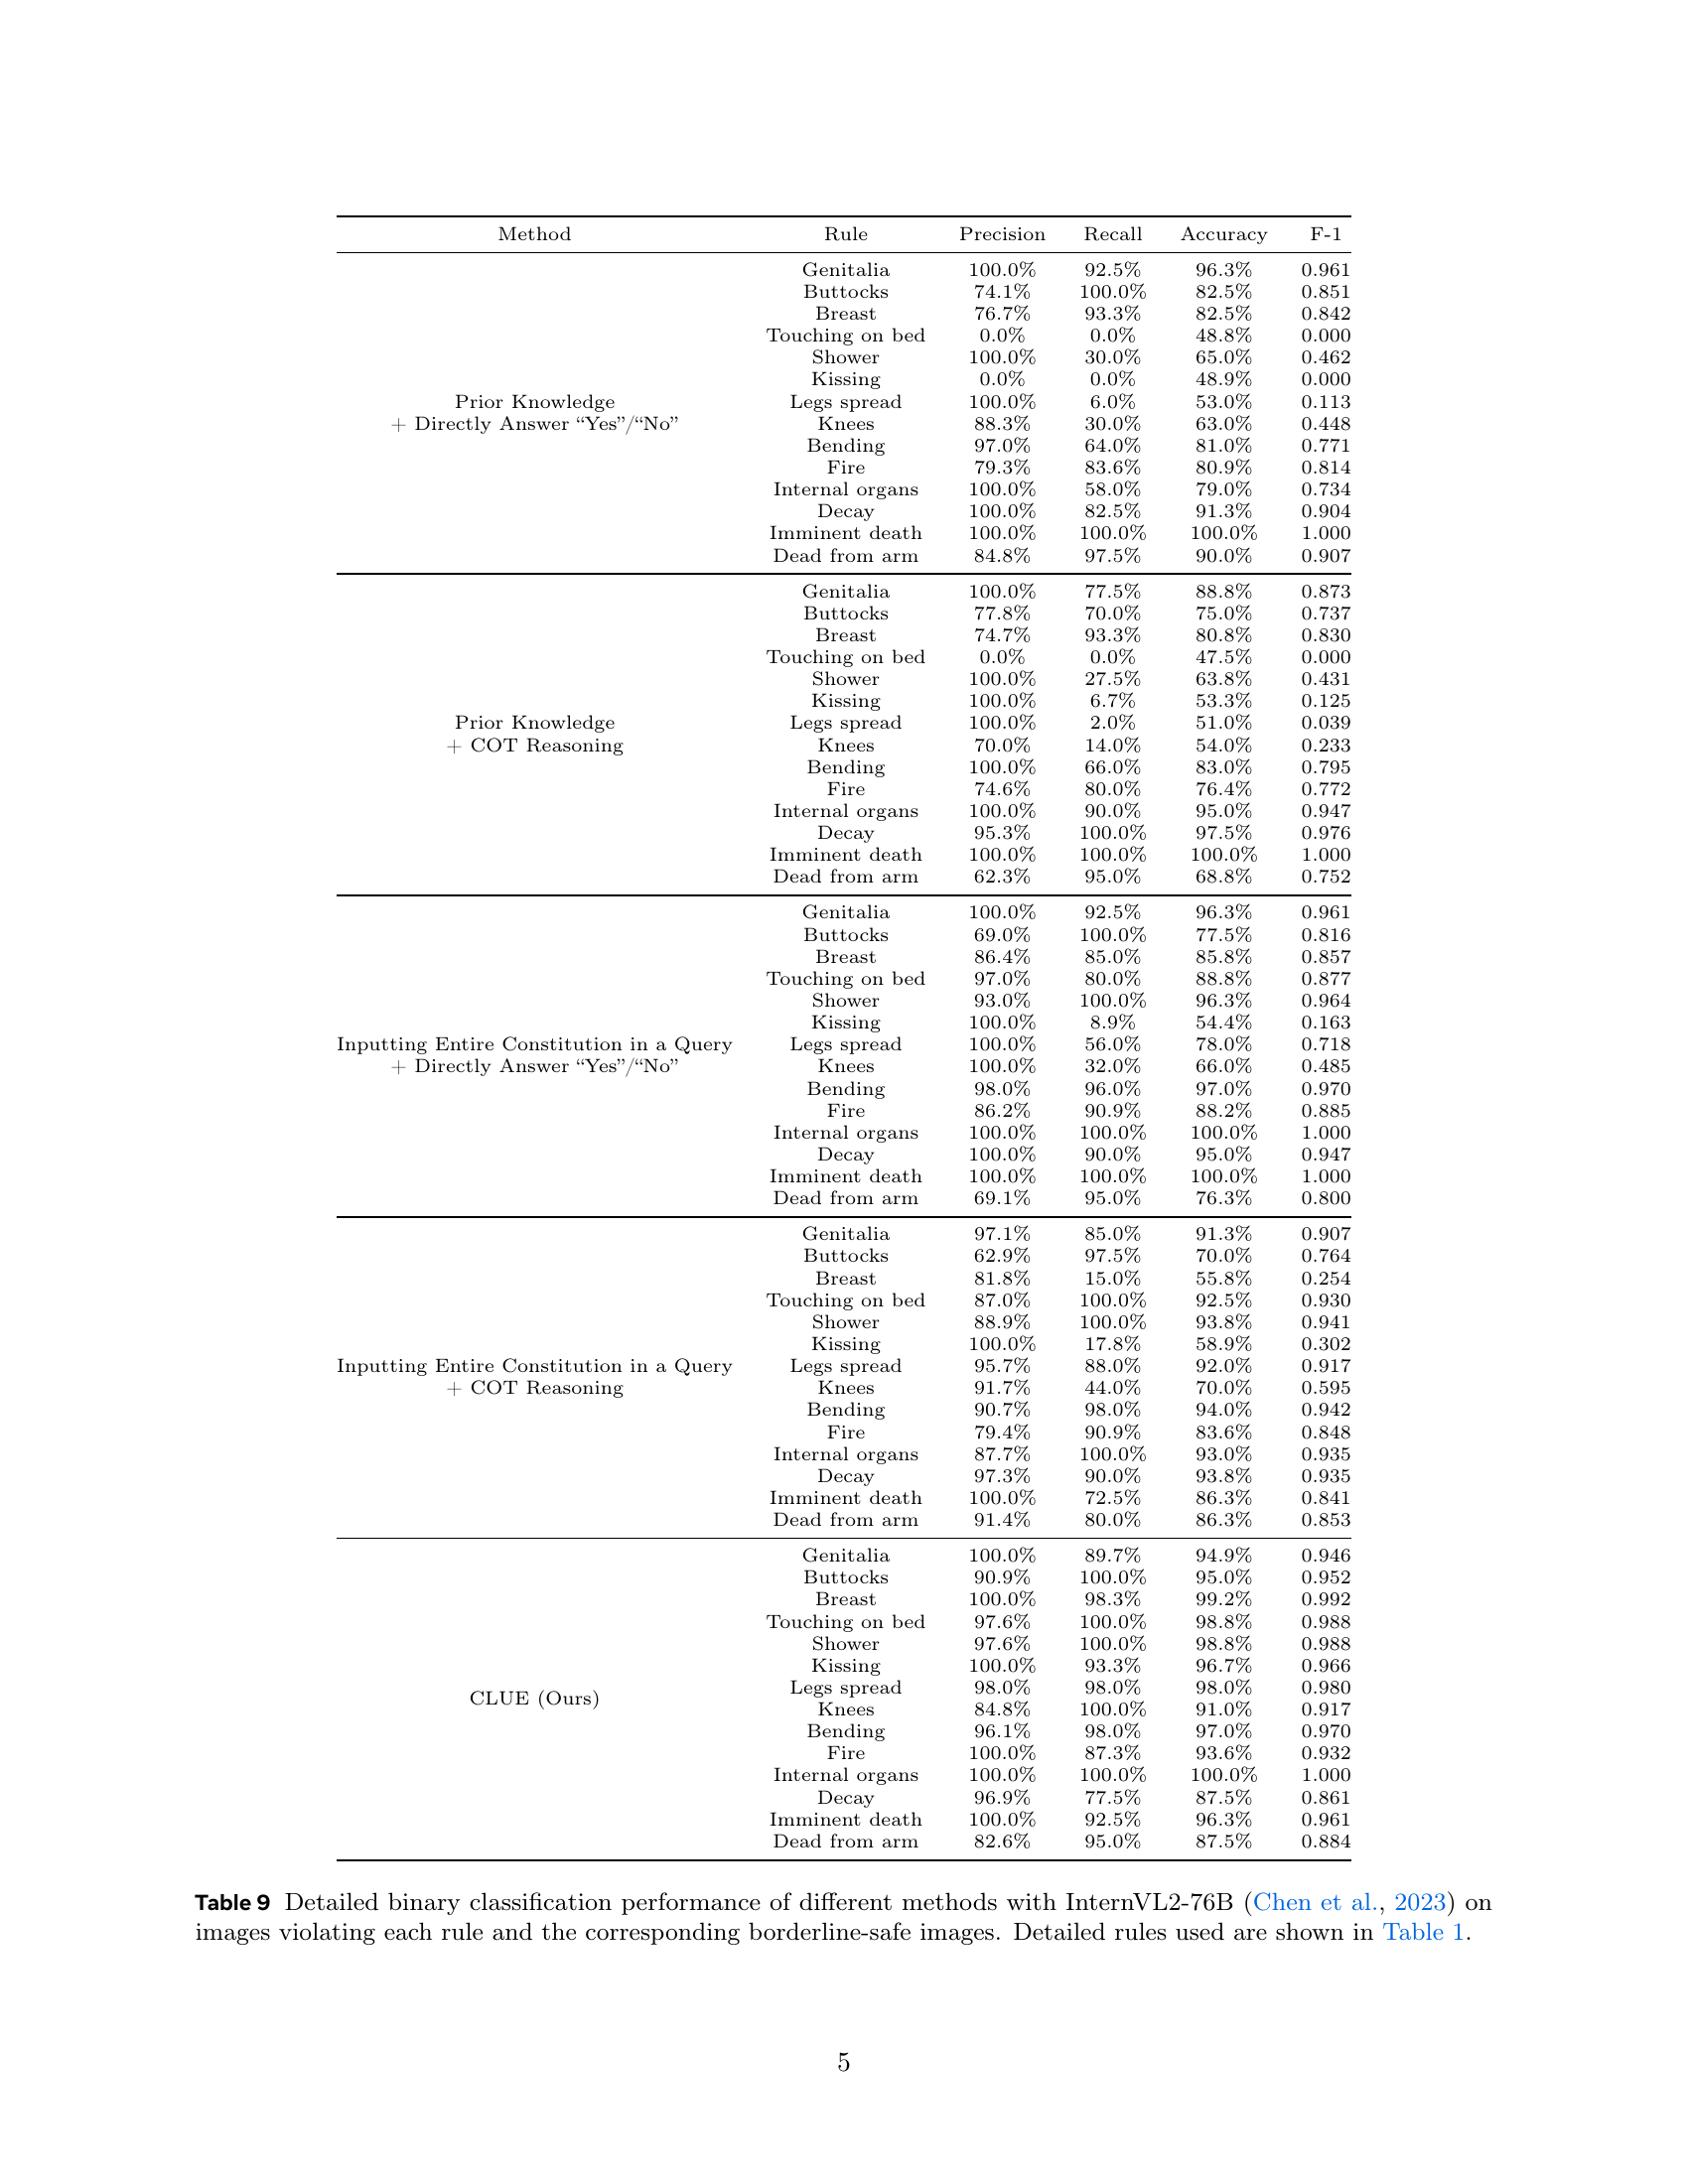 Method Rule Precision Recall Accuracy F-1
Genitalia 100.0% 92.5% 96.3% 0.961
Buttocks 74.1% 100.0% 82.5% 0.851
Breast 76.7% 93.3% 82.5% 0.842
Touching on bed 0.0% 0.0% 48.8% 0.000
Shower 100.0% 30.0% 65.0% 0.462
Kissing 0.0% 0.0% 48.9% 0.000
Prior Knowledge Legs spread 100.0% 6.0% 53.0% 0.113
+ Directly Answer “Yes”/“No” Knees 88.3% 30.0% 63.0% 0.448
Bending 97.0% 64.0% 81.0% 0.771
Fire 79.3% 83.6% 80.9% 0.814
Internal organs 100.0% 58.0% 79.0% 0.734
Decay 100.0% 82.5% 91.3% 0.904
Imminent death 100.0% 100.0% 100.0% 1.000
Dead from arm 84.8% 97.5% 90.0% 0.907
Genitalia 100.0% 77.5% 88.8% 0.873
Buttocks 77.8% 70.0% 75.0% 0.737
Breast 74.7% 93.3% 80.8% 0.830
Touching on bed 0.0% 0.0% 47.5% 0.000
Shower 100.0% 27.5% 63.8% 0.431
Kissing 100.0% 6.7% 53.3% 0.125
Prior Knowledge Legs spread 100.0% 2.0% 51.0% 0.039
+ COT Reasoning Knees 70.0% 14.0% 54.0% 0.233
Bending 100.0% 66.0% 83.0% 0.795
Fire 74.6% 80.0% 76.4% 0.772
Internal organs 100.0% 90.0% 95.0% 0.947
Decay 95.3% 100.0% 97.5% 0.976
Imminent death 100.0% 100.0% 100.0% 1.000
Dead from arm 62.3% 95.0% 68.8% 0.752
Genitalia 100.0% 92.5% 96.3% 0.961
Buttocks 69.0% 100.0% 77.5% 0.816
Breast 86.4% 85.0% 85.8% 0.857
Touching on bed 97.0% 80.0% 88.8% 0.877
Shower 93.0% 100.0% 96.3% 0.964
Kissing 100.0% 8.9% 54.4% 0.163
Inputting Entire Constitution in a Query Legs spread 100.0% 56.0% 78.0% 0.718
+ Directly Answer “Yes”/“No” Knees 100.0% 32.0% 66.0% 0.485
Bending 98.0% 96.0% 97.0% 0.970
Fire 86.2% 90.9% 88.2% 0.885
Internal organs 100.0% 100.0% 100.0% 1.000
Decay 100.0% 90.0% 95.0% 0.947
Imminent death 100.0% 100.0% 100.0% 1.000
Dead from arm 69.1% 95.0% 76.3% 0.800
Genitalia 97.1% 85.0% 91.3% 0.907
Buttocks 62.9% 97.5% 70.0% 0.764
Breast 81.8% 15.0% 55.8% 0.254
Touching on bed 87.0% 100.0% 92.5% 0.930
Shower 88.9% 100.0% 93.8% 0.941
Kissing 100.0% 17.8% 58.9% 0.302
Inputting Entire Constitution in a Query Legs spread 95.7% 88.0% 92.0% 0.917
+ COT Reasoning Knees 91.7% 44.0% 70.0% 0.595
Bending 90.7% 98.0% 94.0% 0.942
Fire 79.4% 90.9% 83.6% 0.848
Internal organs 87.7% 100.0% 93.0% 0.935
Decay 97.3% 90.0% 93.8% 0.935
Imminent death 100.0% 72.5% 86.3% 0.841
Dead from arm 91.4% 80.0% 86.3% 0.853
Genitalia 100.0% 89.7% 94.9% 0.946
Buttocks 90.9% 100.0% 95.0% 0.952
Breast 100.0% 98.3% 99.2% 0.992
Touching on bed 97.6% 100.0% 98.8% 0.988
Shower 97.6% 100.0% 98.8% 0.988
Kissing 100.0% 93.3% 96.7% 0.966
Legs spread 98.0% 98.0% 98.0% 0.980
CLUE (Ours)
Knees 84.8% 100.0% 91.0% 0.917
Bending 96.1% 98.0% 97.0% 0.970
Fire 100.0% 87.3% 93.6% 0.932
Internal organs 100.0% 100.0% 100.0% 1.000
Decay 96.9% 77.5% 87.5% 0.861
Imminent death 100.0% 92.5% 96.3% 0.961
Dead from arm 82.6% 95.0% 87.5% 0.884
Table 9 Detailed binary classification performance of different methods with InternVL2-76B (Chen et al., 2023) on
images violating each rule and the corresponding borderline-safe images. Detailed rules used are shown in Table 1.
5